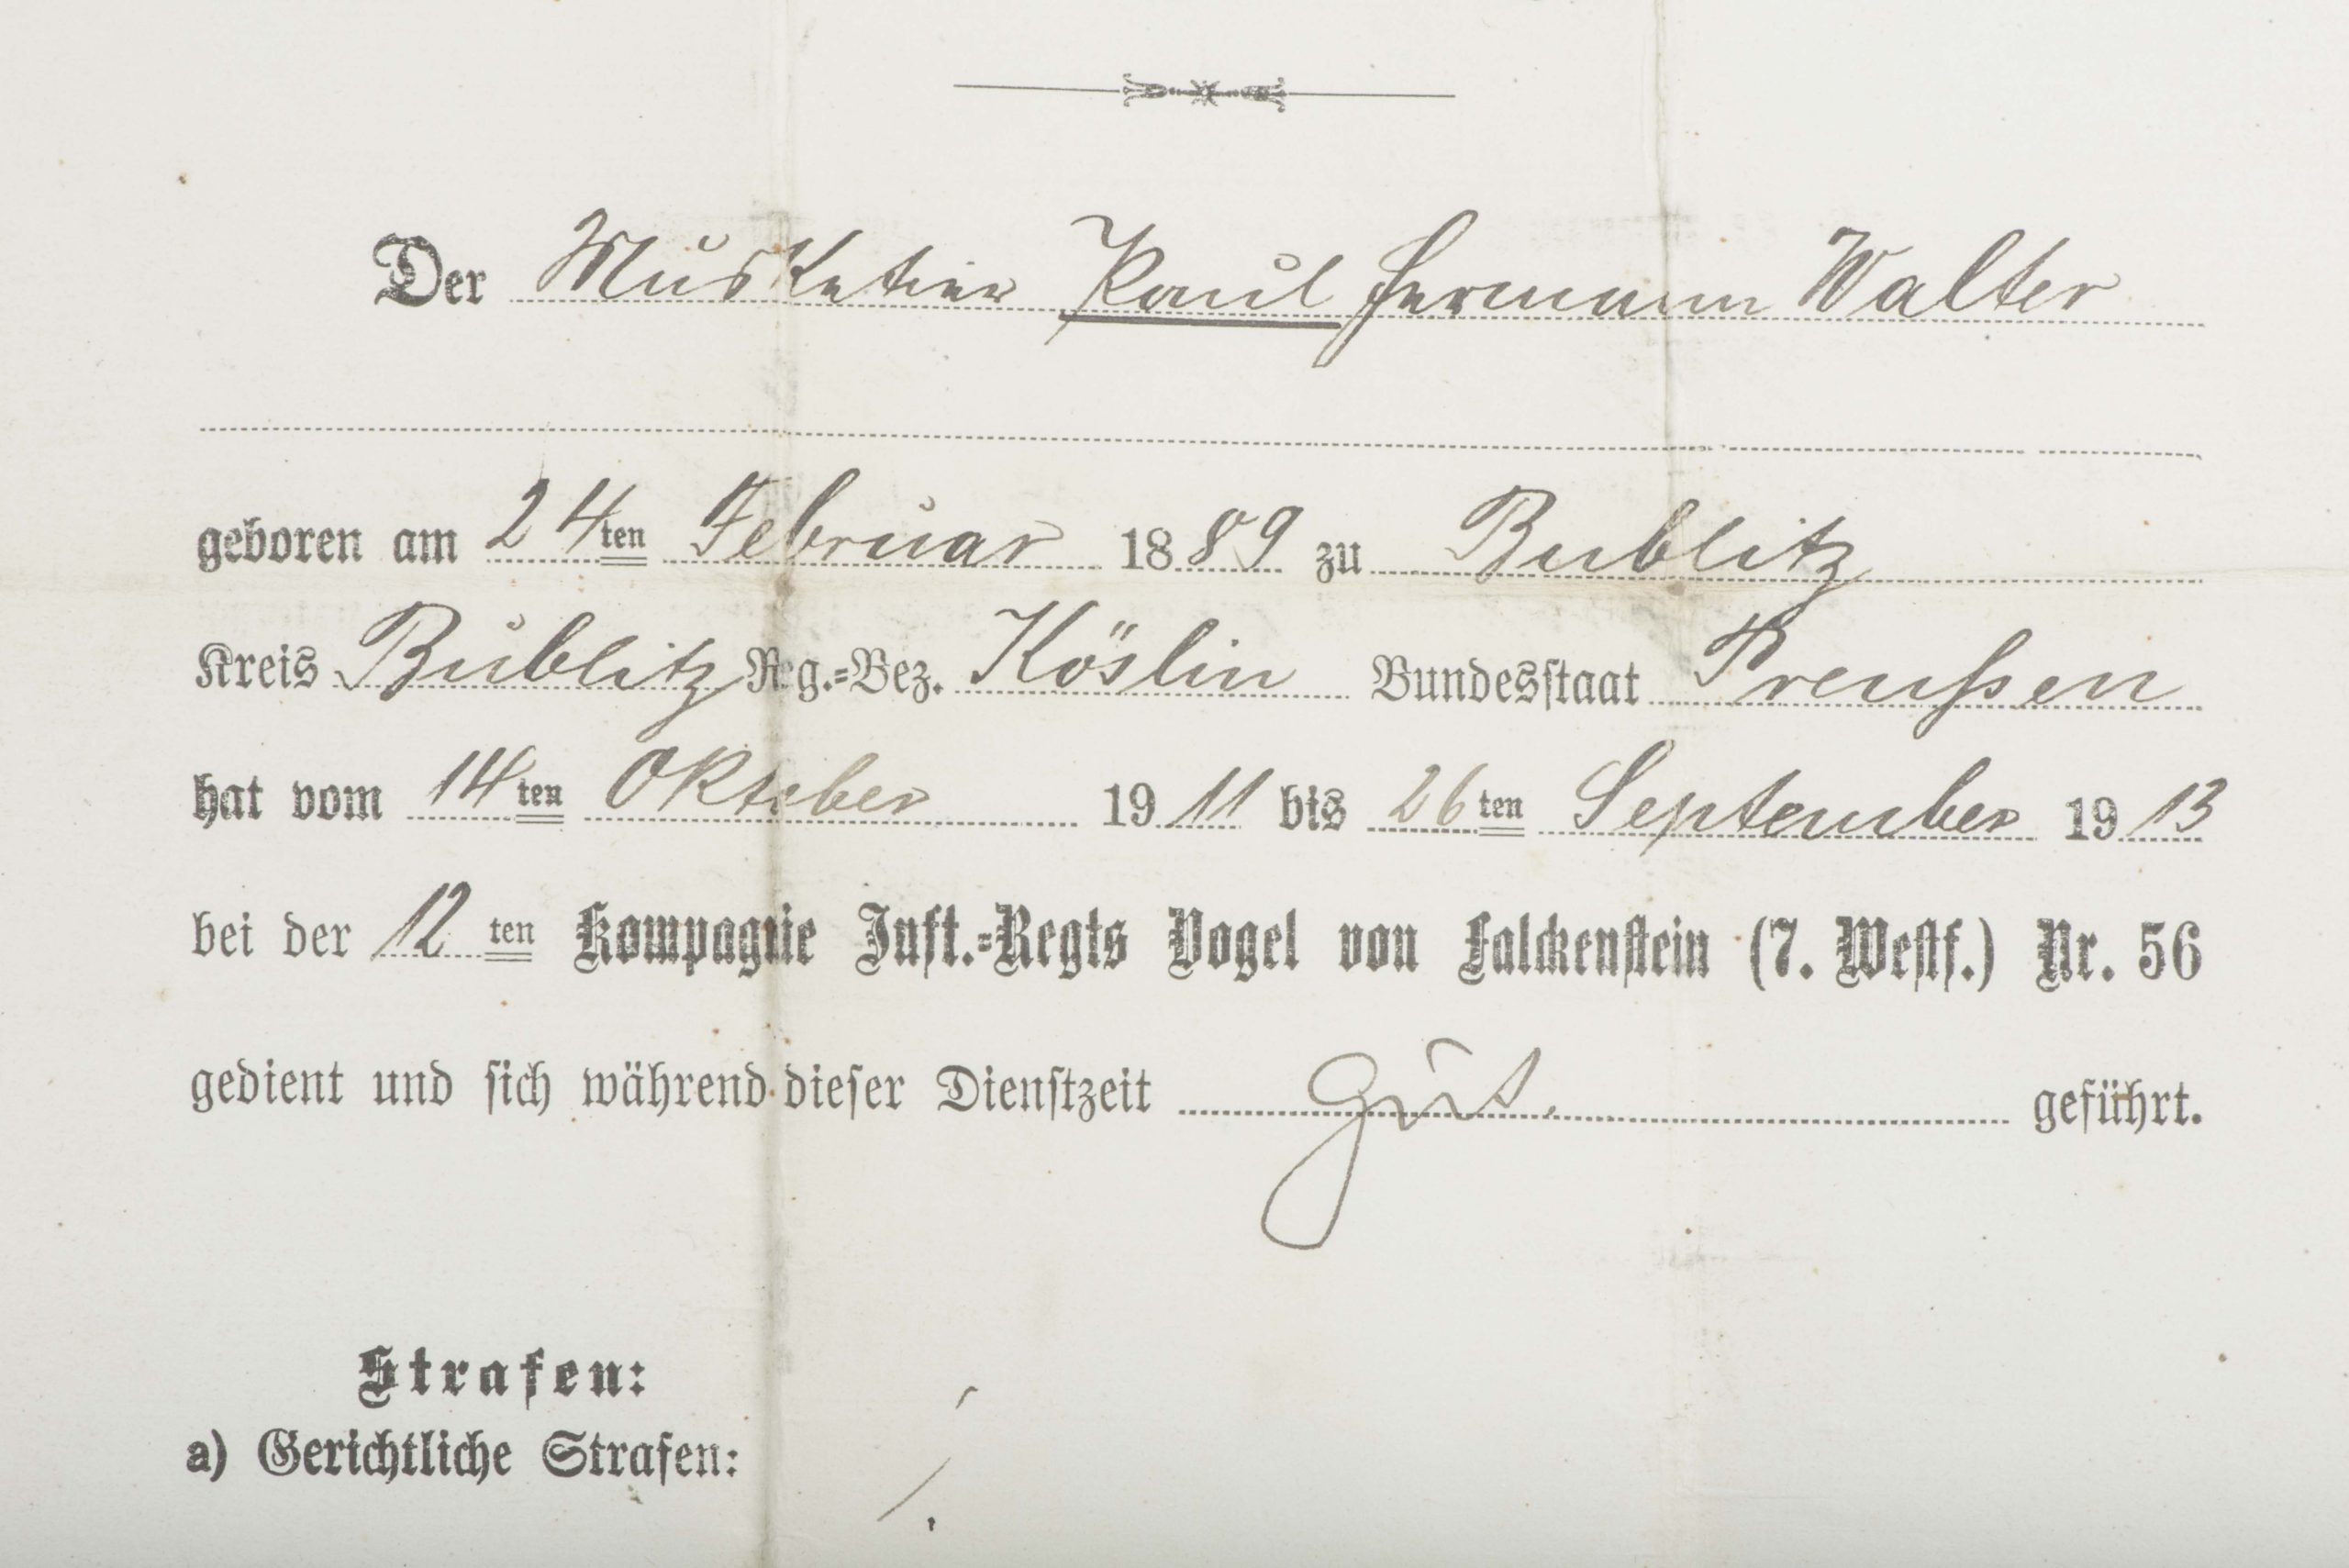 Der Musketier Paul Hermann Walter
geboren am 24ten Februar 1889 zu Bublitz
Kreis Bublitz Reg.-Bez. Köslin Bundesstaat Preußen
hat vom 14ten Oktober 1911 bis 26ten September 1913
bei der 12ten Kompagnie Inft.-Regts Vogel von Falckenstein (7. Westf.) Nr. 56
gedient und sich während dieser Dienstzeit Gut. geführt.
Strafen:
a) Gerichtliche Strafen: ./.